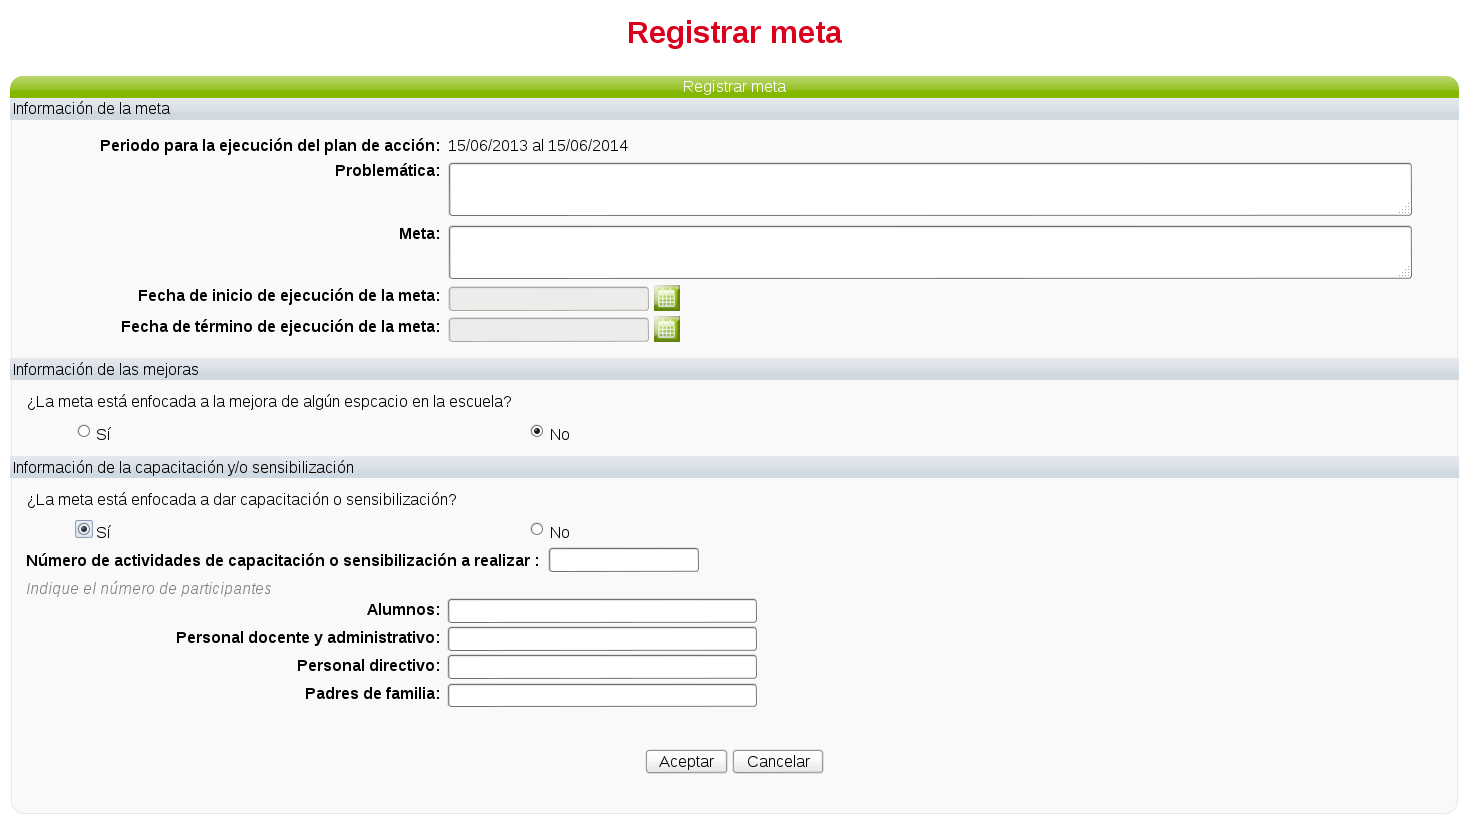 Registrar meta
Registrar meta
Información de la meta
Periodo para la ejecución del plan de acción: 15/06/2013 al 15/06/2014
Problemática:
Meta:
Fecha de inicio de ejecución de la meta:
Fecha de término de ejecución de la meta:
Información de las mejoras
¿La meta está enfocada a la mejora de algún espcacio en la escuela?
Sí No
Información de la capacitación y/o sensibilización
¿La meta está enfocada a dar capacitación o sensibilización?
Sí No
Número de actividades de capacitación o sensibilización a realizar :
Indique el número de participantes
Alumnos:
Personal docente y administrativo:
Personal directivo:
Padres de familia:
Aceptar Cancelar